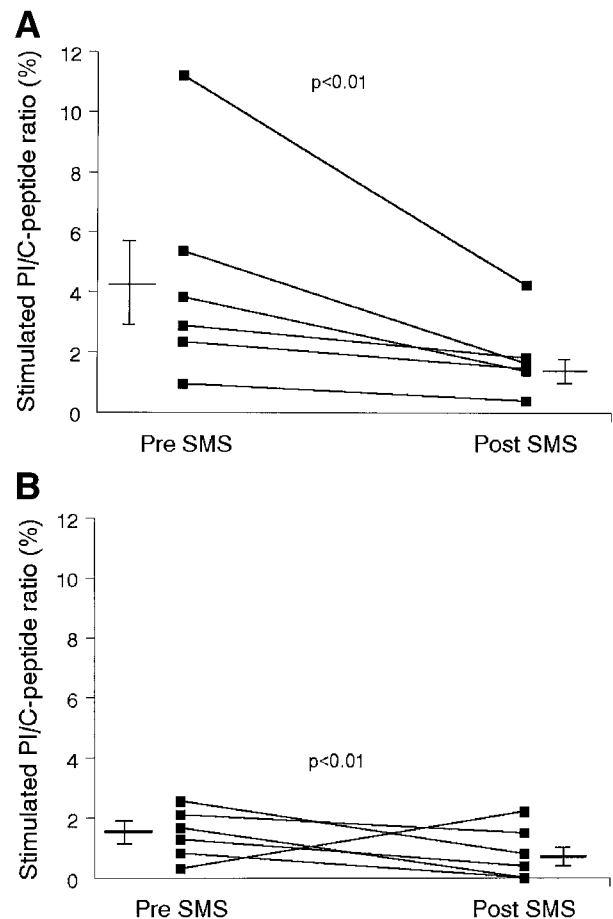 A
Stimulated PI/C-peptide ratio (%)
12
10
8
6
4
2
0
p<0.01
Pre SMS
Post SMS
B
Stimulated PI/C-peptide ratio (%)
12
10
8
6
4
2
0
p<0.01
Pre SMS
Post SMS